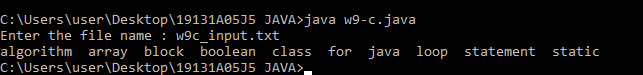 C:\Users\user\Desktop\19131A05J5 JAVA>java w9-c.java
Enter the file name : w9c_input.txt
algorithm  array  block  boolean  class  for  java  loop  statement  static
C:\Users\user\Desktop\19131A05J5 JAVA>